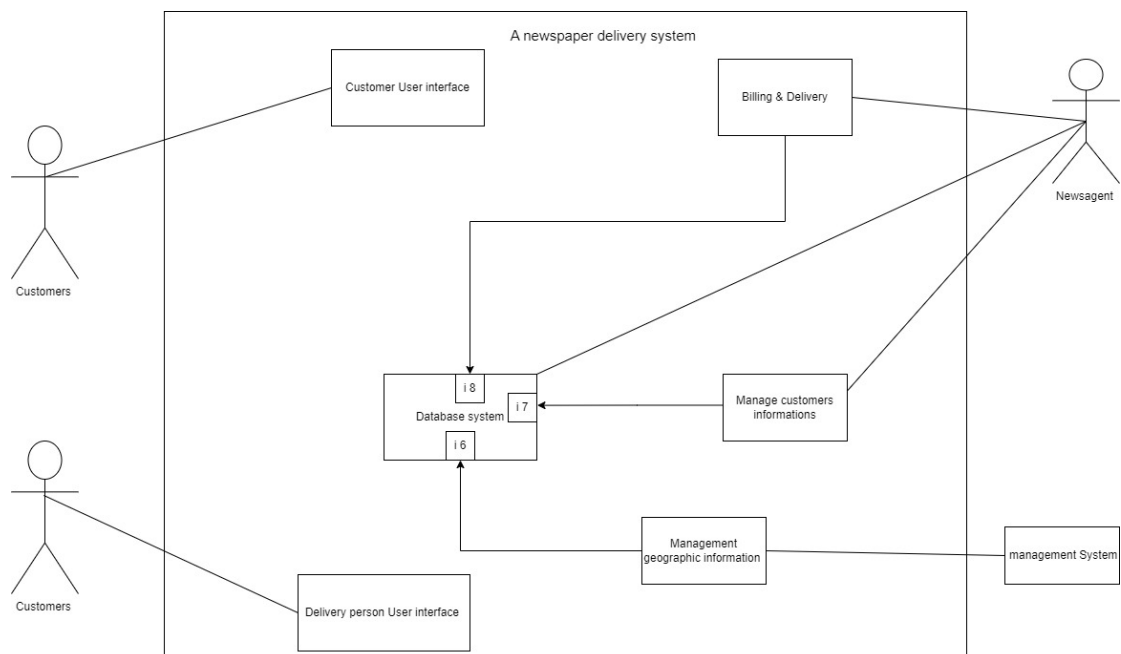 A newspaper delivery system
Customer User interface
Billing & Delivery
Newsagent
Customers
i 8
Database system
i 7
i 6
Manage customers
informations
Management
geographic information
management System
Customers
Delivery person User interface